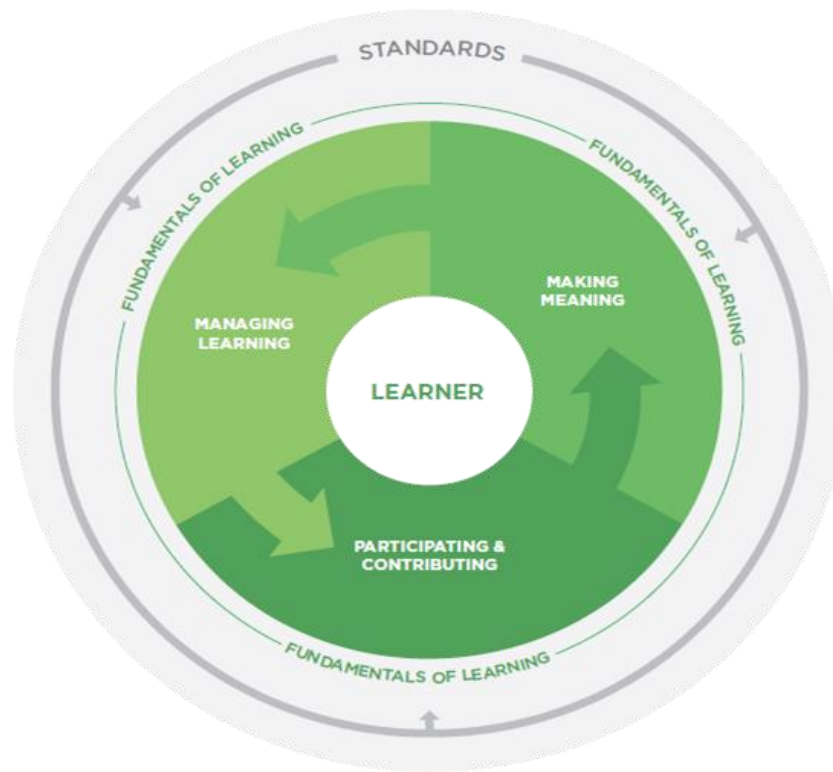 STANDARDS
FUNDAMENTALS OF LEARNING
FUNDAMENTALS OF LEARNING
MAKING
MEANING
MANAGING
LEARNING
LEARNER
PARTICIPATING &
CONTRIBUTING
FUNDAMENTALS OF LEARNING